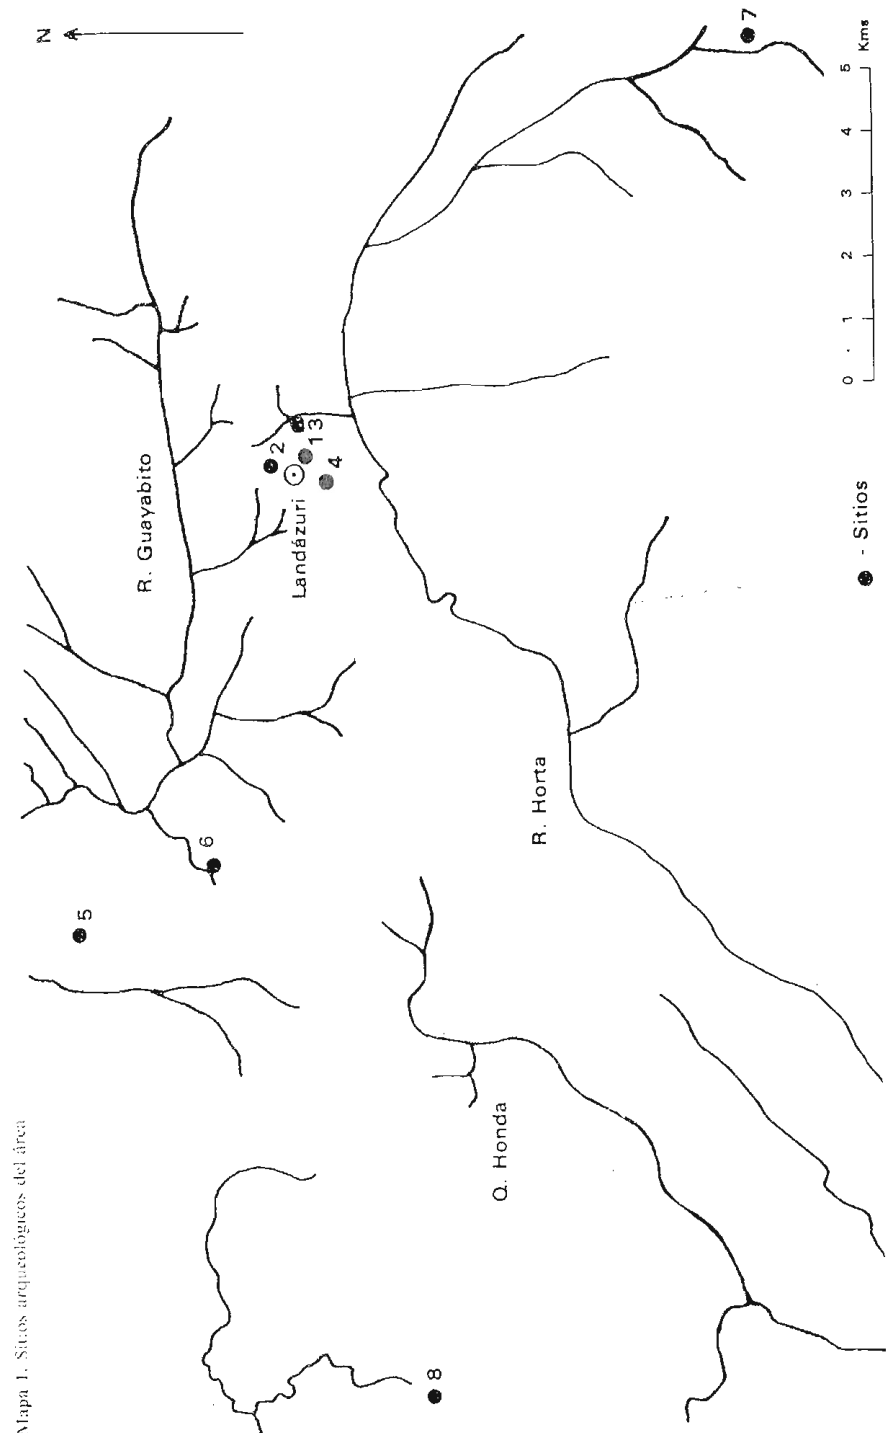 Mapa 1. Sitios arqueológicos del área
N
R. Guayabito
Landázuri
2
1 3
4
5
6
7
8
R. Horta
Q. Honda
● - Sitios
0 1 2 3 4 5
Kms